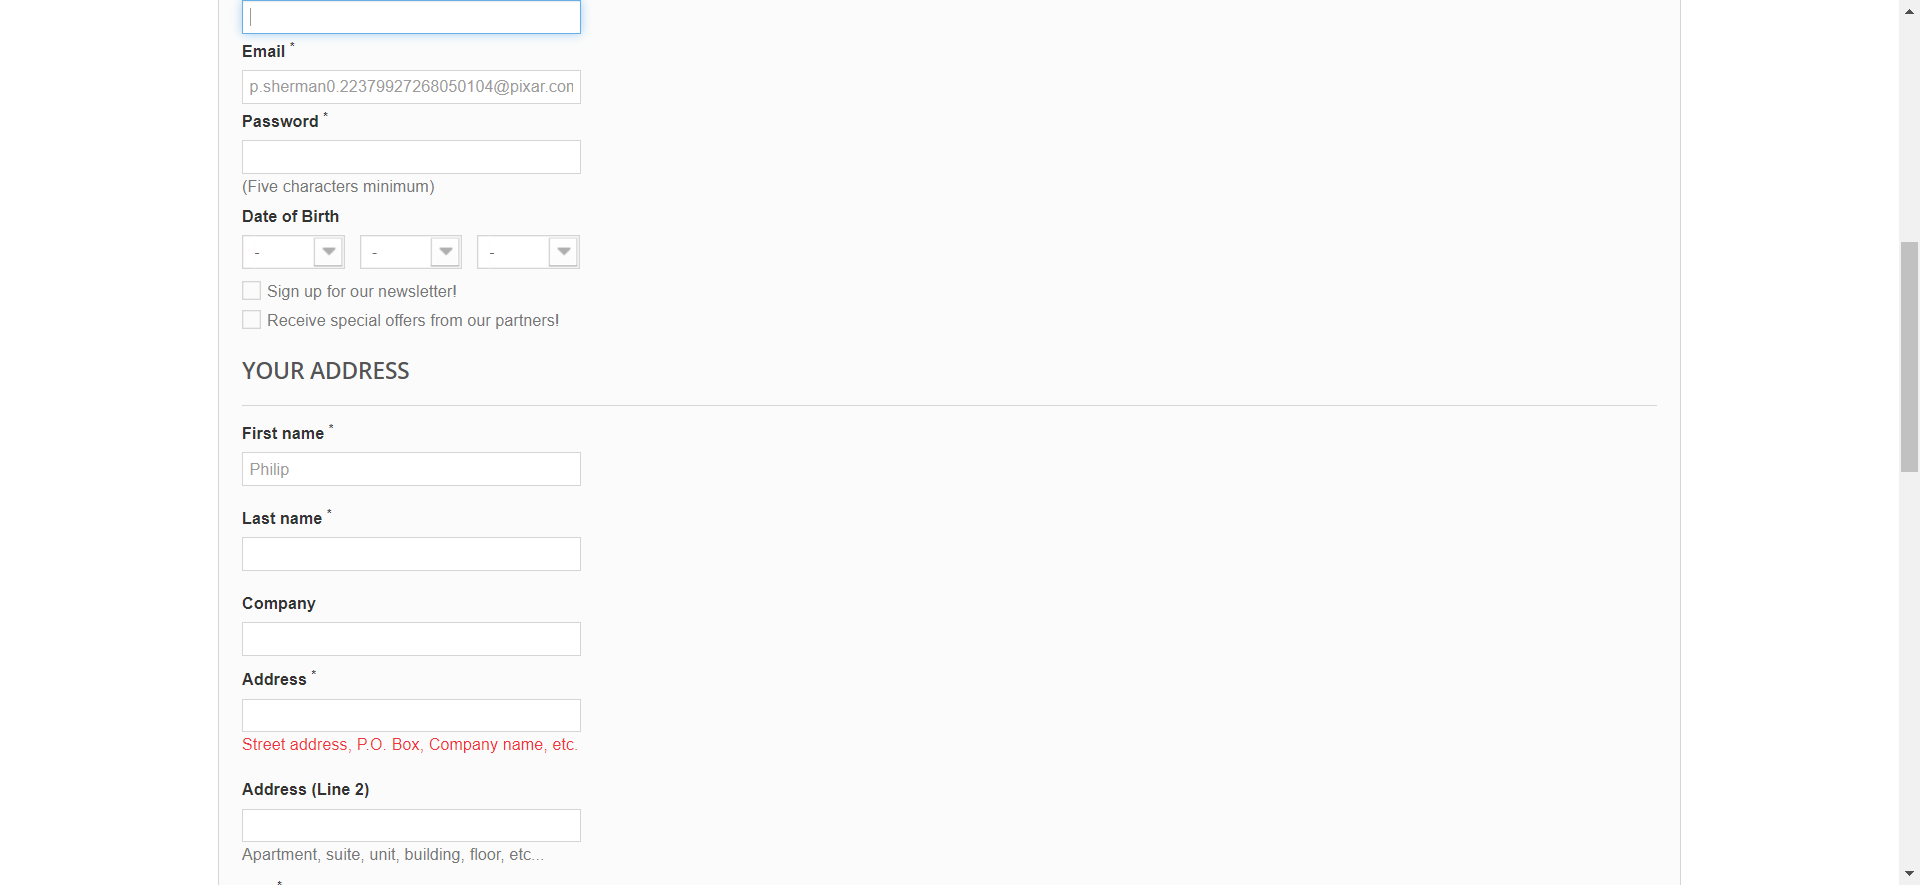 Email *
p.sherman0.22379927268050104@pixar.con
Password *
(Five characters minimum)
Date of Birth
- - -
Sign up for our newsletter!
Receive special offers from our partners!
YOUR ADDRESS
First name *
Philip
Last name *
Company
Address *
Street address, P.O. Box, Company name, etc.
Address (Line 2)
Apartment, suite, unit, building, floor, etc...
*